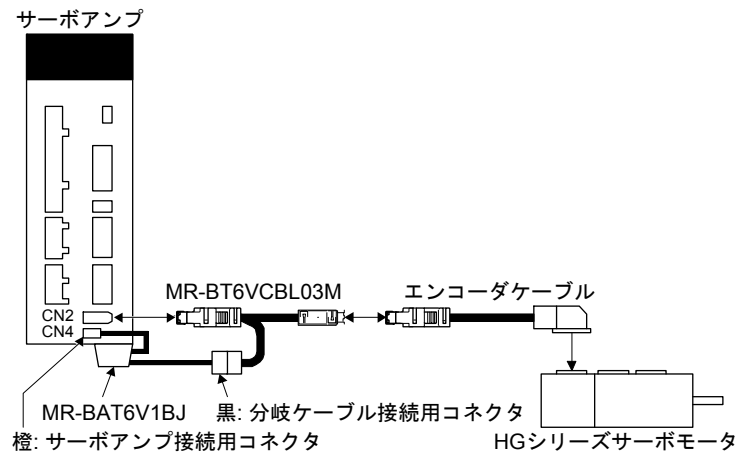 サーボアンプ
MR-BT6VCBL03M
エンコーダケーブル
CN2
CN4
MR-BAT6V1BJ
黒: 分岐ケーブル接続用コネクタ
橙: サーボアンプ接続用コネクタ
HGシリーズサーボモータ